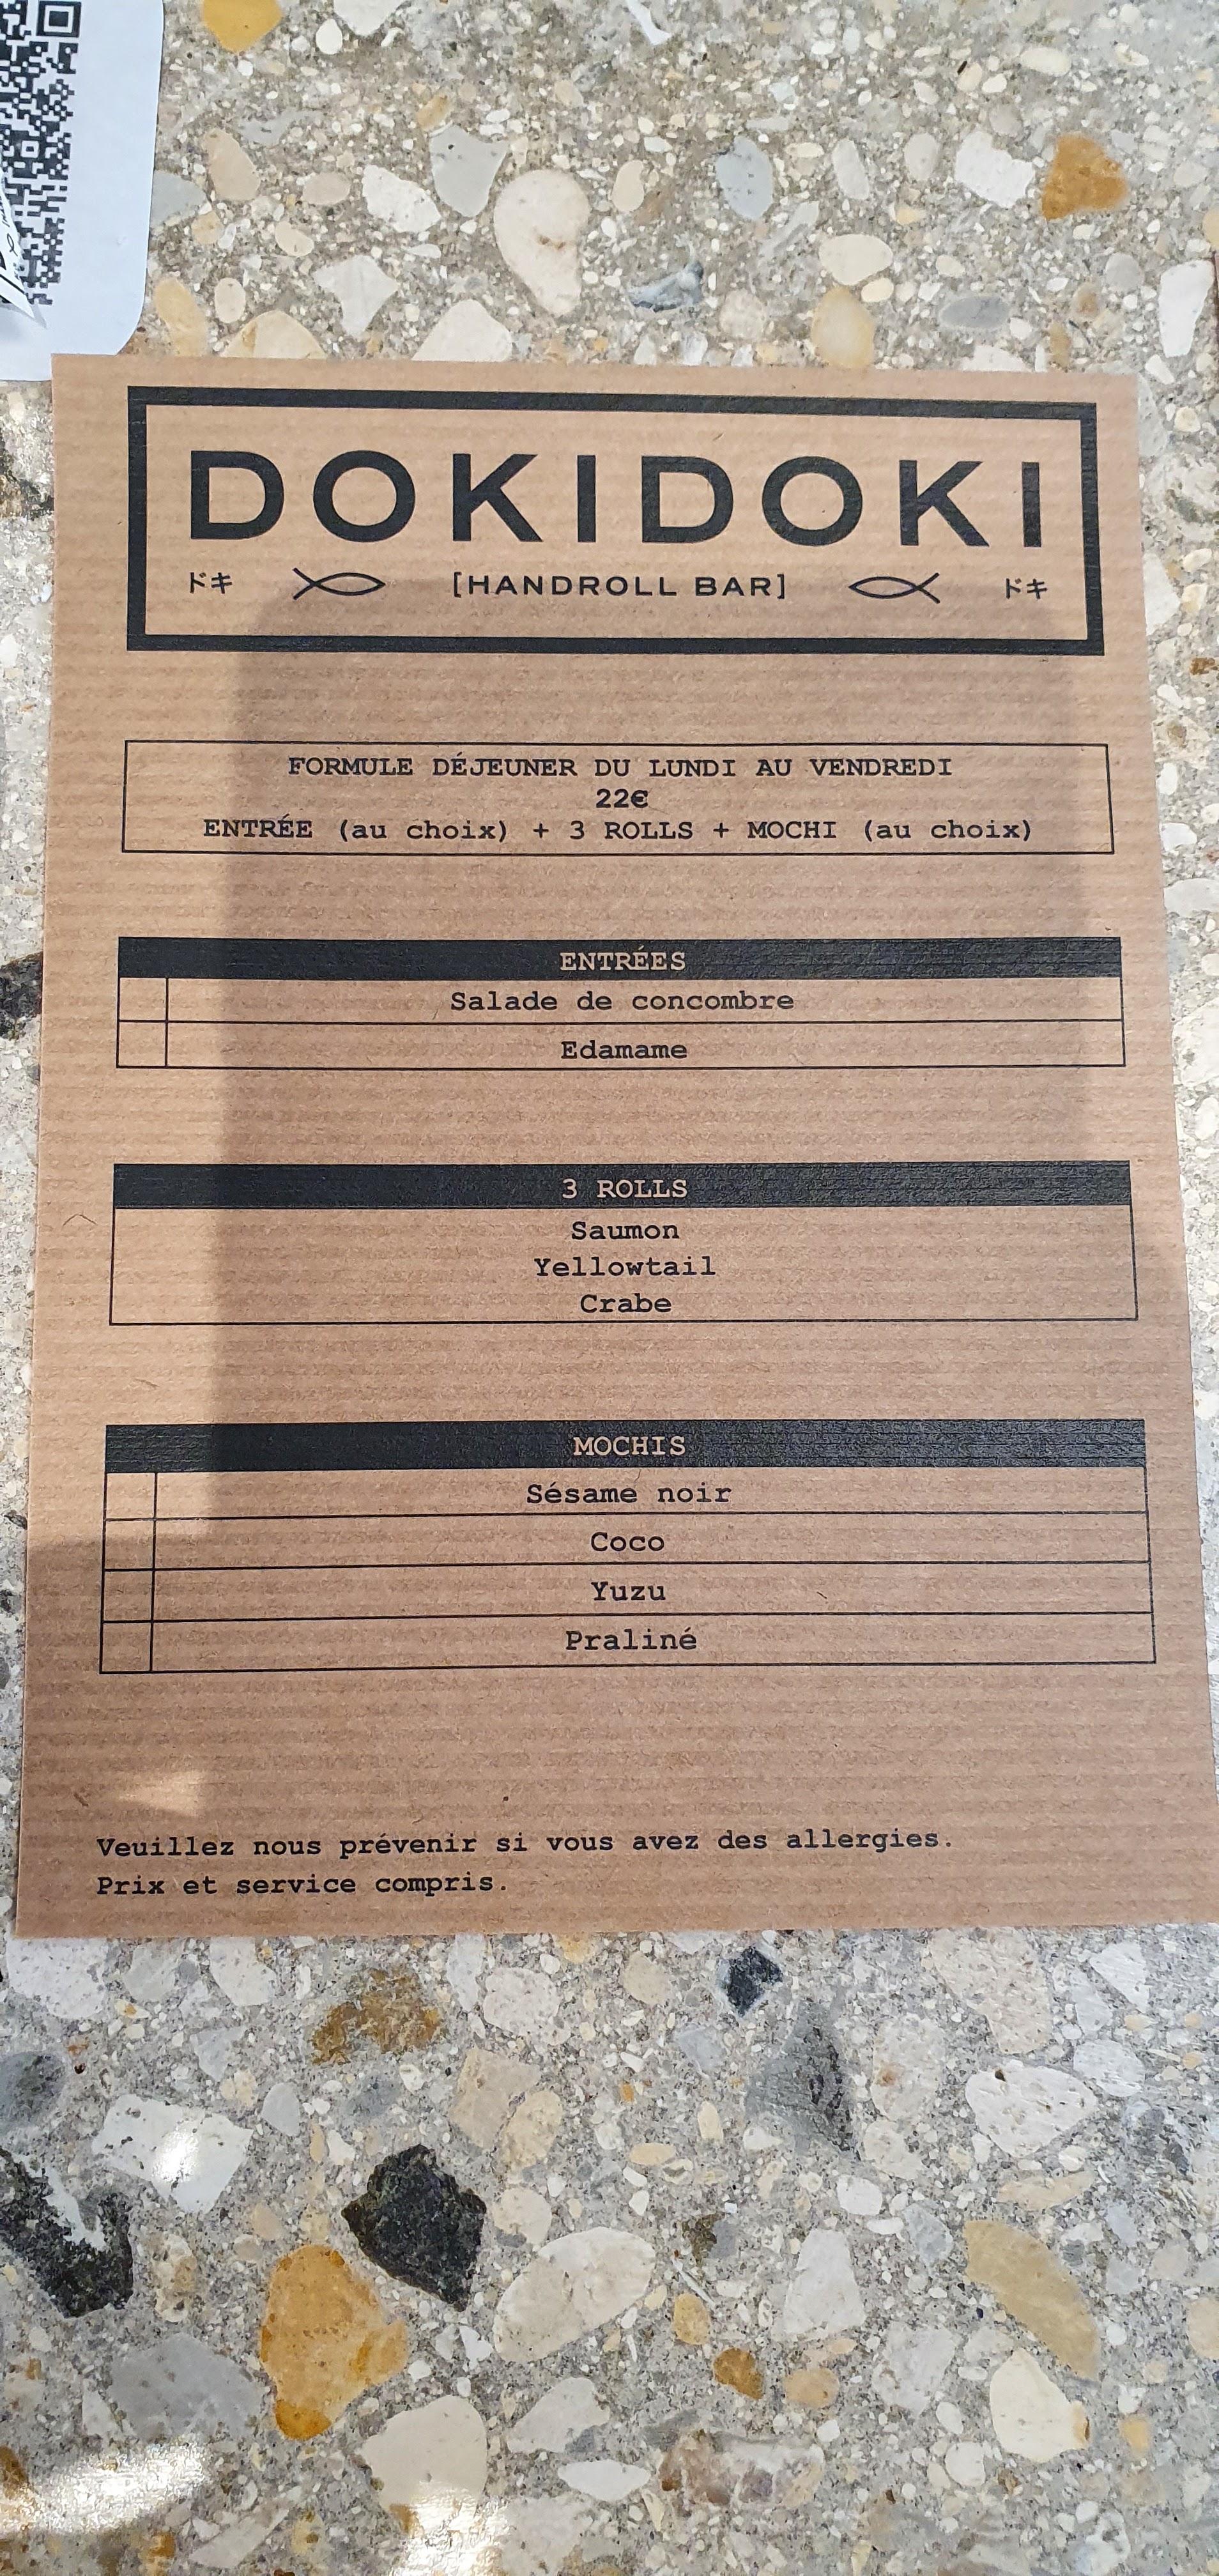 DOKIDOKI
ドキ [HANDROLL BAR] ドキ
FORMULE DÉJEUNER DU LUNDI AU VENDREDI
22€
ENTRÉE (au choix) + 3 ROLLS + MOCHI (au choix)
ENTRÉES
Salade de concombre
Edamame
3 ROLLS
Saumon
Yellowtail
Crabe
MOCHIS
Sésame noir
Coco
Yuzu
Praliné
Veuillez nous prévenir si vous avez des allergies.
Prix et service compris.